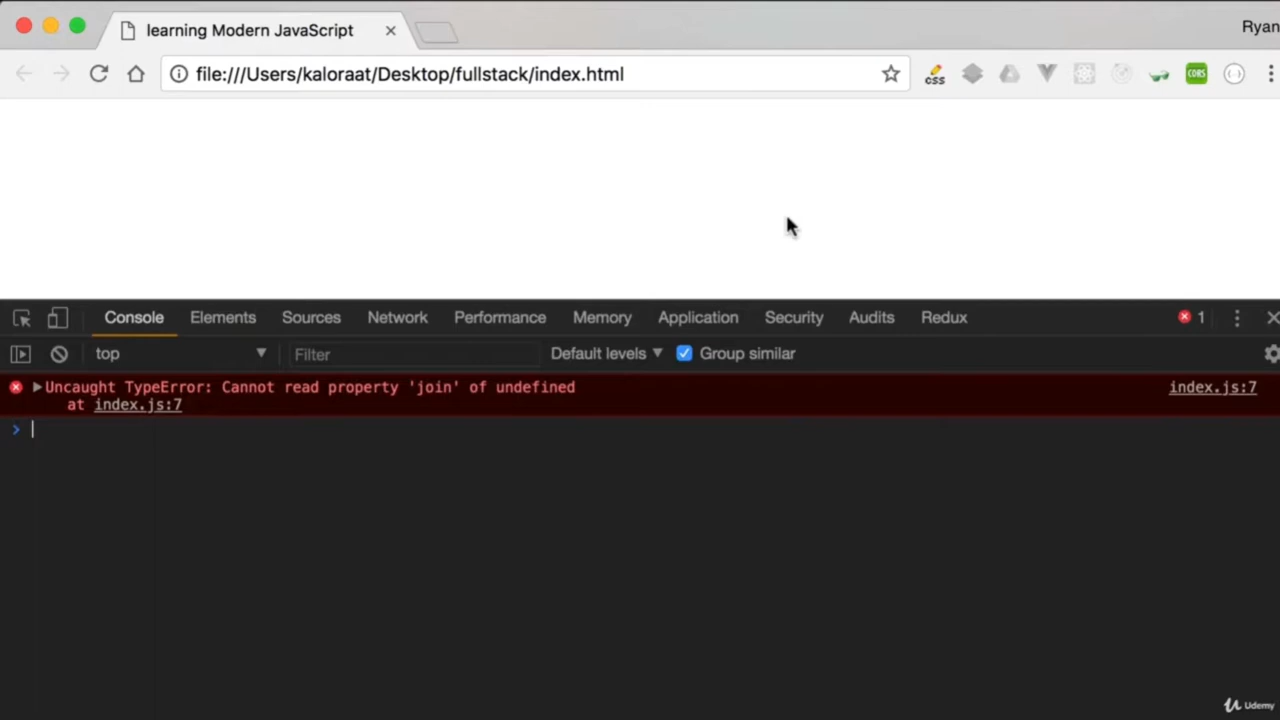 learning Modern JavaScript
Ryan
file:///Users/kaloraat/Desktop/fullstack/index.html
css
CORS
Console Elements Sources Network Performance Memory Application Security Audits Redux 1
top Filter Default levels Group similar
Uncaught TypeError: Cannot read property 'join' of undefined index.js:7
at index.js:7
>
Udemy